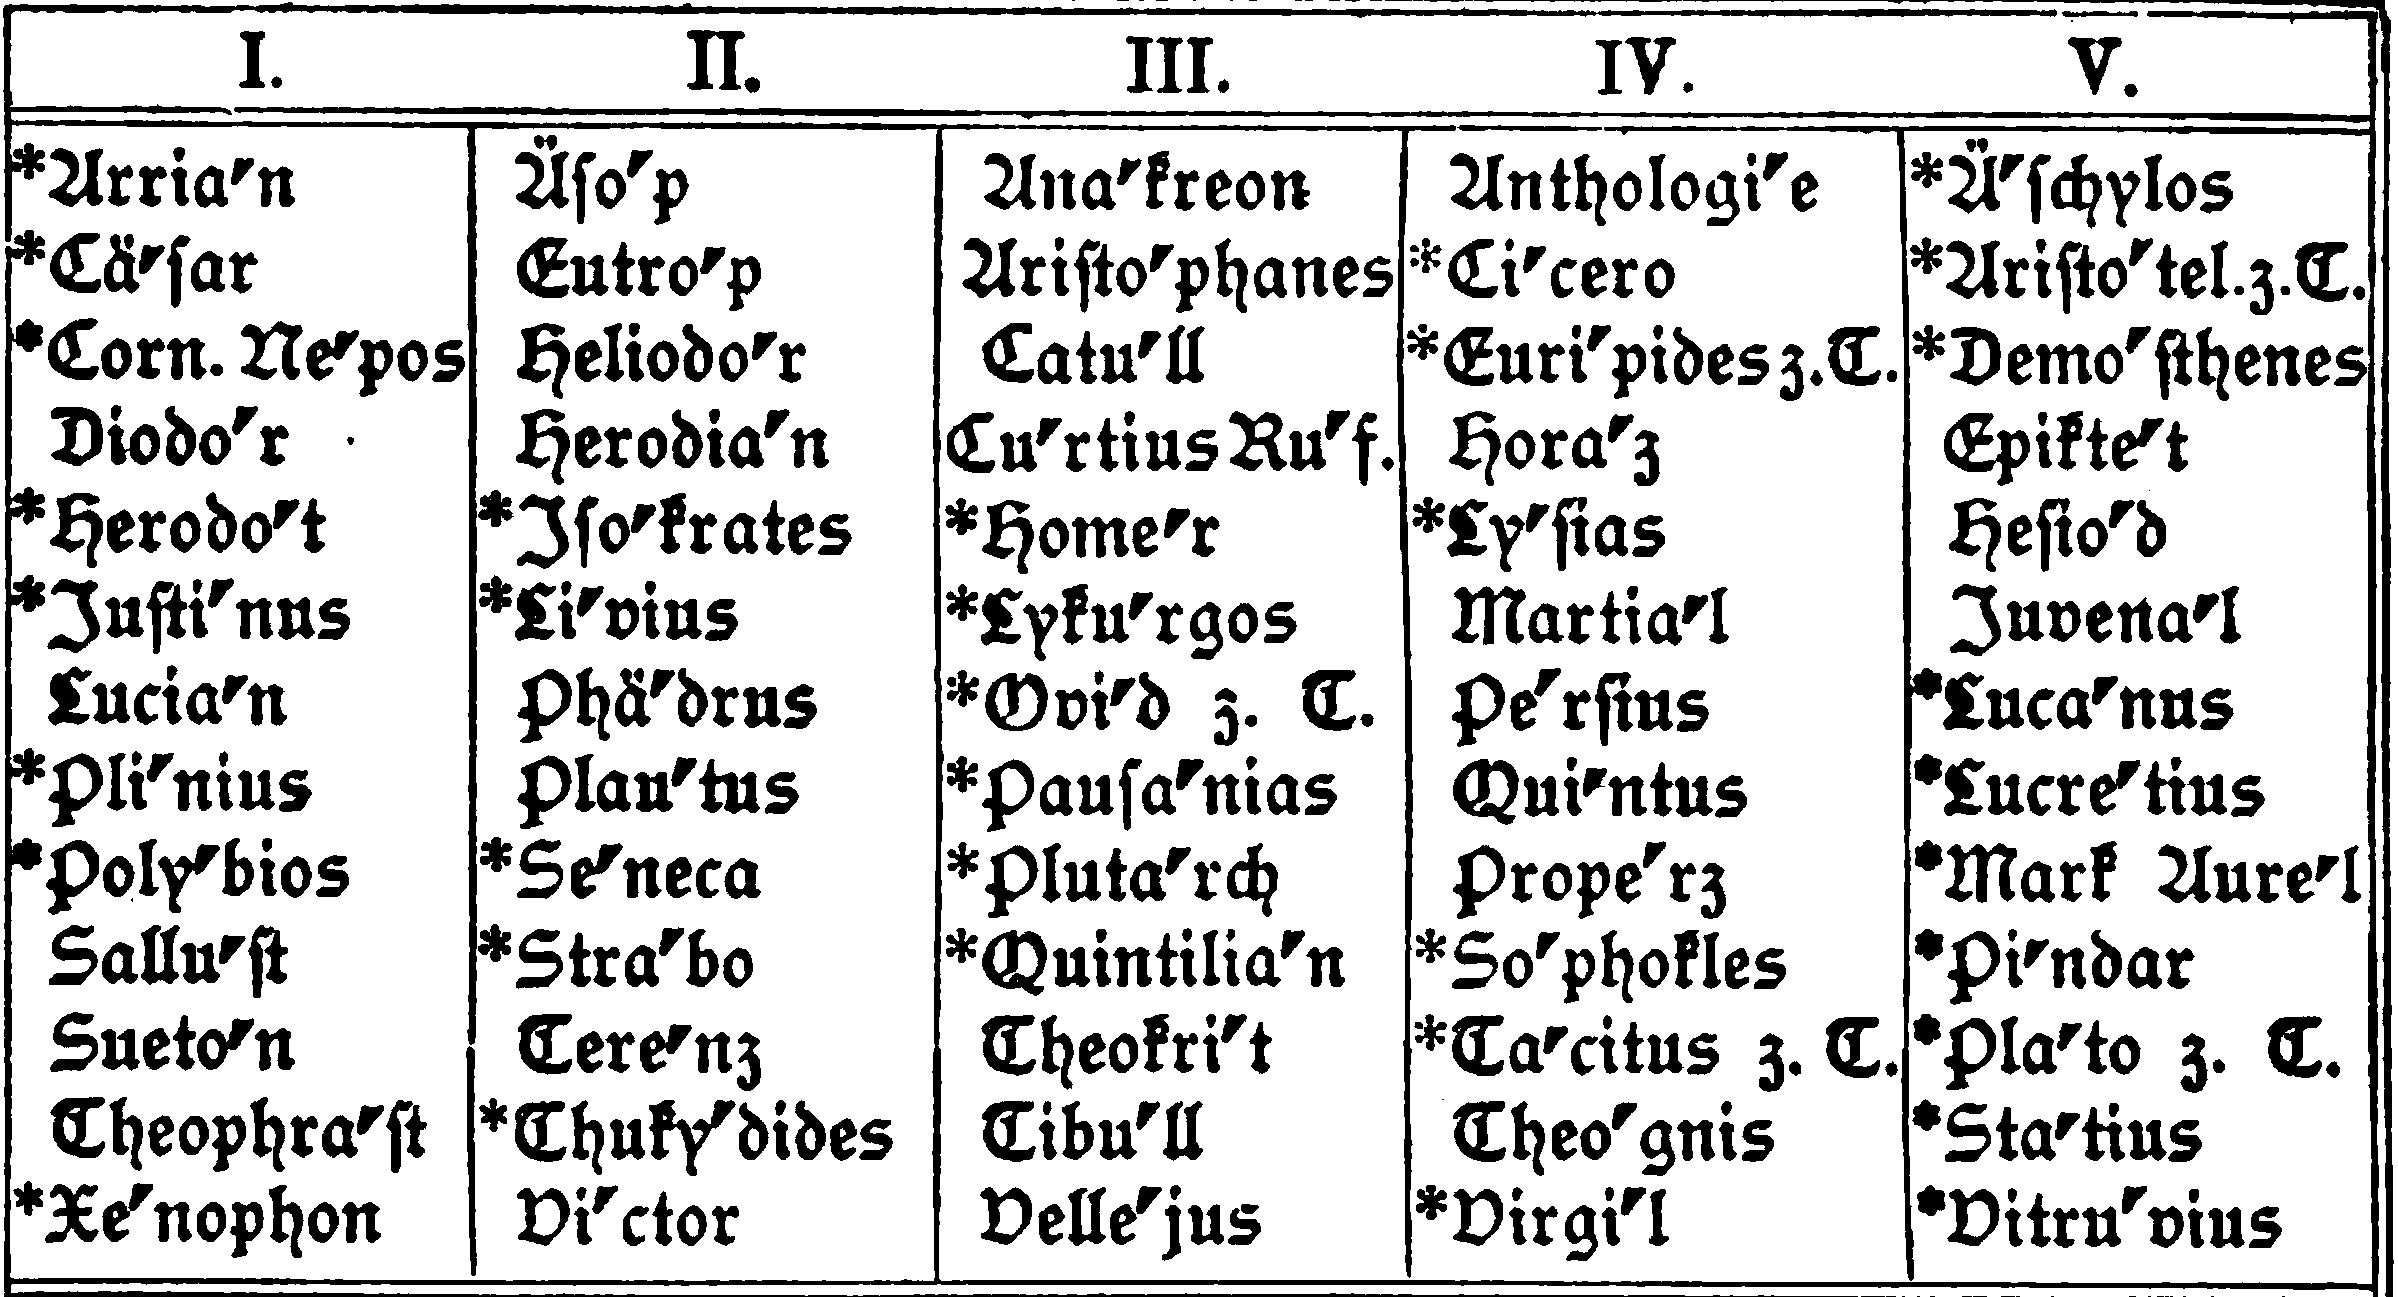 I. II. III. IV. V.
*Arria′n Äſo′p Ana′kreon Anthologi′e *Ä′ſchylos
*Cä′ſar Eutro′p Ariſto′phanes *Ci′cero *Ariſto′tel. z. T.
*Corn. Ne′pos Heliodo′r Catu′ll *Euri′pides z. T. *Demo′ſthenes
Diodo′r Herodia′n Cu′rtius Ru′f. Hora′z Epikte′t
*Herodo′t *Iſo′krates *Home′r *Ly′ſias Heſio′d
*Juſti′nus *Li′vius *Lyku′rgos Martia′l Juvena′l
Lucia′n Phä′drus *Ovi′d z. T. Pe′rſius *Luca′nus
*Pli′nius Plau′tus *Pauſa′nias Qui′ntus *Lucre′tius
*Poly′bios *Se′neca *Pluta′rch Prope′rz *Mark Aure′l
Sallu′ſt *Stra′bo *Quintilia′n *So′phokles *Pi′ndar
Sueto′n Tere′nz Theokri′t *Ta′citus z. T. *Pla′to z. T.
Theophra′ſt *Thuky′dides Tibu′ll Theo′gnis *Sta′tius
*Xe′nophon Vi′ctor Velle′jus *Virgi′l *Vitru′vius